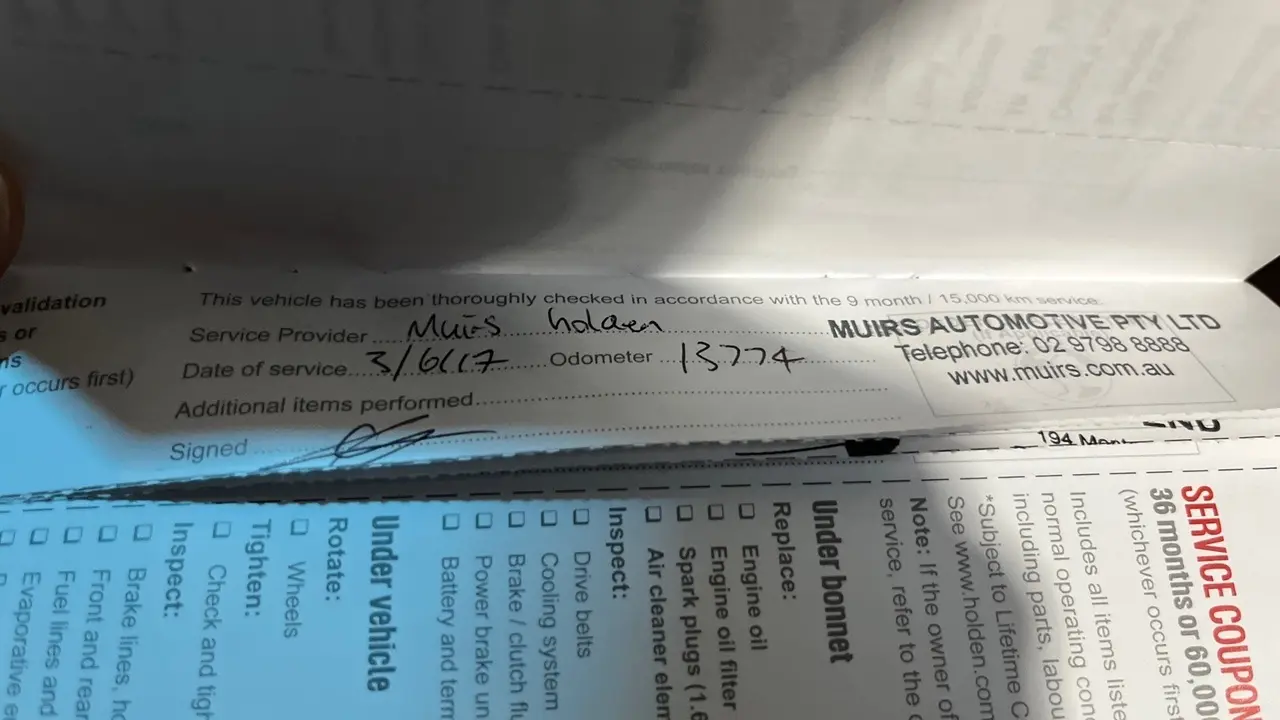 validation
s or
ns
r occurs first)
This vehicle has been thoroughly checked in accordance with the 9 month / 15,000 km service.
Service Provider Muirs holden
Date of service 3/6/17 Odometer 13774
Additional items performed
Signed
MUIRS AUTOMOTIVE PTY LTD
Telephone: 02 9798 8888
www.muirs.com.au
194
SERVICE COUPON
36 months or 60,00
(whichever occurs firs
Includes all items liste
normal operating con
including parts, labou
*Subject to Lifetime C
See www.holden.com
Note: If the owner of
service, refer to the
Under bonnet
Replace:
Engine oil
Engine oil filter
Spark plugs (1.6
Air cleaner elem
Inspect:
Drive belts
Cooling system
Brake / clutch flu
Power brake un
Battery and term
Under vehicle
Rotate:
Wheels
Tighten:
Check and tigh
Inspect:
Brake lines, ho
Front and rear
Fuel lines and
Evaporative e